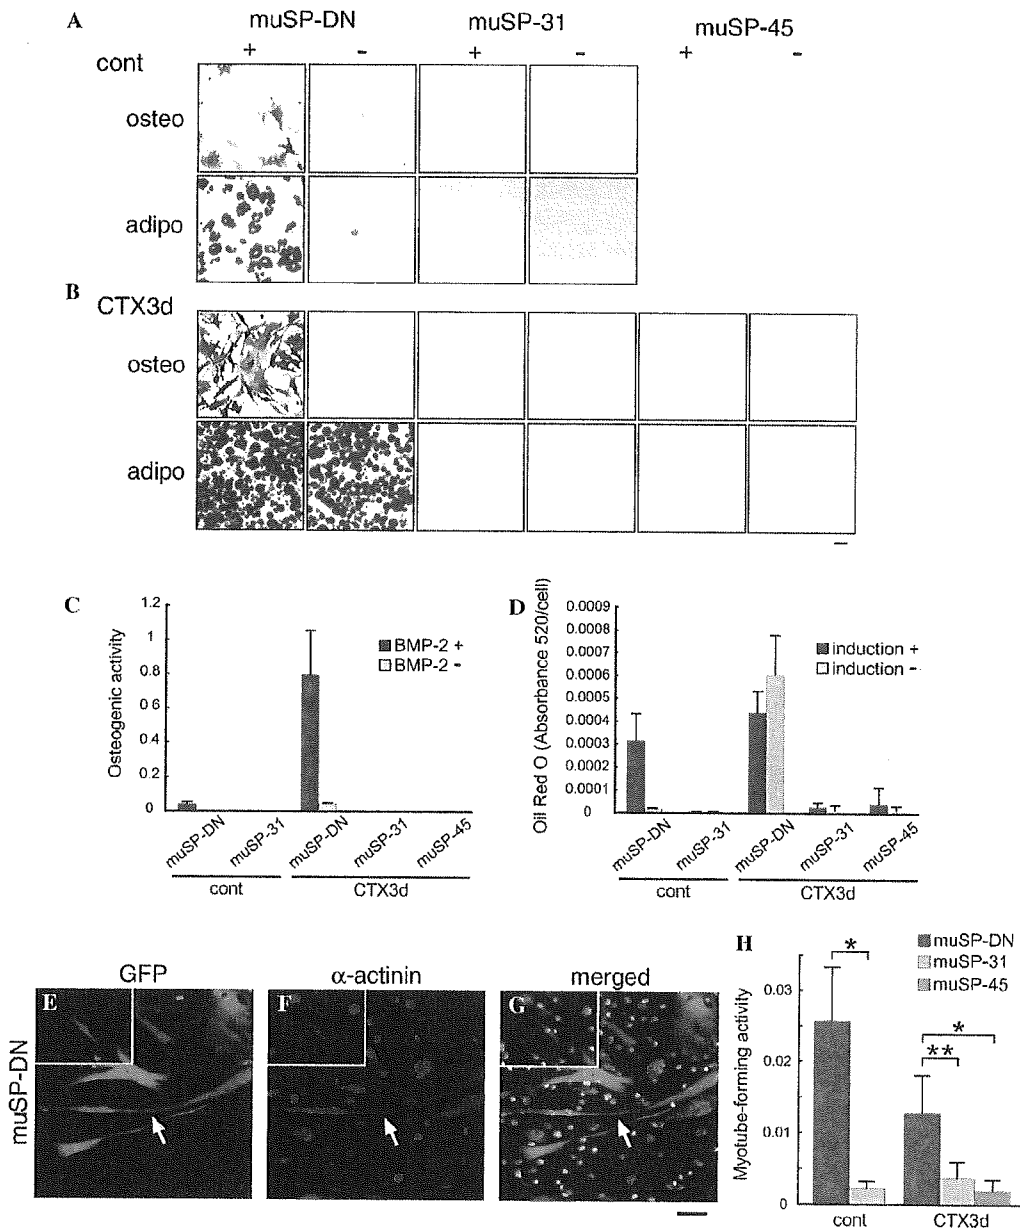 A
muSP-DN muSP-31 muSP-45
+ - + - + -
cont
osteo
adipo
B
CTX3d
osteo
adipo
C
Osteogenic activity
1.2
1
0.8
0.6
0.4
0.2
0
BMP-2 +
BMP-2 -
muSP-DN muSP-31 muSP-DN muSP-31 muSP-45
cont CTX3d
D
Oil Red O (Absorbance 520/cell)
0.0009
0.0008
0.0007
0.0006
0.0005
0.0004
0.0003
0.0002
0.0001
0
induction +
induction -
muSP-DN muSP-31 muSP-DN muSP-31 muSP-45
cont CTX3d
GFP α-actinin merged
muSP-DN
E F G
H
muSP-DN
muSP-31
muSP-45
Myotube-forming activity
0.03
0.02
0.01
0
*
*
**
cont CTX3d